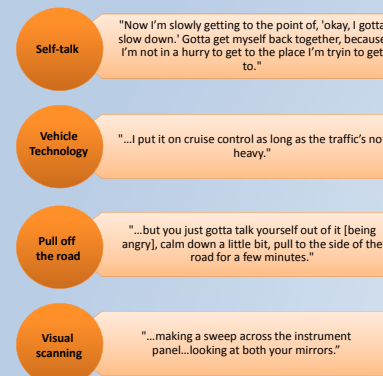 Self-talk
"Now I'm slowly getting to the point of, 'okay, I gotta
slow down.' Gotta get myself back together, because
I'm not in a hurry to get to the place I'm tryin to get
to."
Vehicle
Technology
"…I put it on cruise control as long as the traffic's not
heavy."
Pull off
the road
"…but you just gotta talk yourself out of it [being
angry], calm down a little bit, pull to the side of the
road for a few minutes."
Visual
scanning
"…making a sweep across the instrument
panel…looking at both your mirrors.”